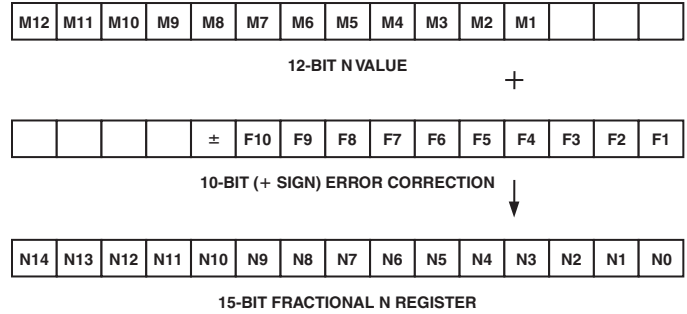 M12 M11 M10 M9 M8 M7 M6 M5 M4 M3 M2 M1
12-BIT N VALUE
+
± F10 F9 F8 F7 F6 F5 F4 F3 F2 F1
10-BIT (+ SIGN) ERROR CORRECTION
N14 N13 N12 N11 N10 N9 N8 N7 N6 N5 N4 N3 N2 N1 N0
15-BIT FRACTIONAL N REGISTER